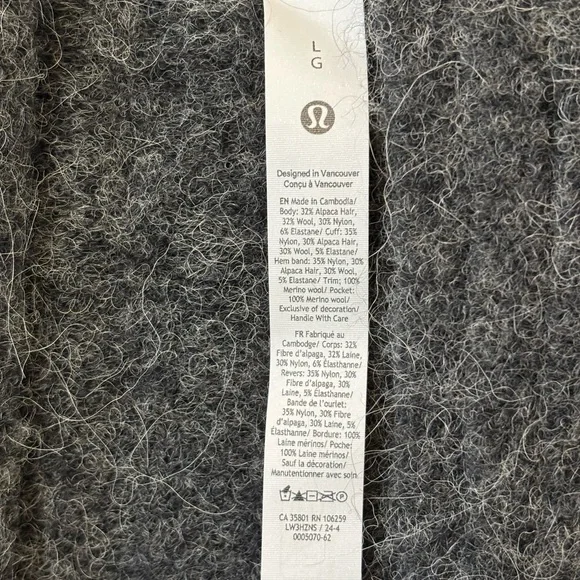 L
G
Designed in Vancouver
Conçu à Vancouver
EN Made in Cambodia/
Body: 32% Alpaca Hair,
32% Wool, 30% Nylon,
6% Elastane/ Cuff: 35%
Nylon, 30% Alpaca Hair,
30% Wool, 5% Elastane/
Hem band: 35% Nylon, 30%
Alpaca Hair, 30% Wool,
5% Elastane/ Trim; 100%
Merino wool/ Pocket:
100% Merino wool/
Exclusive of decoration/
Handle With Care
FR Fabriqué au
Cambodge/ Corps: 32%
Fibre d'alpaga, 32% Laine,
30% Nylon, 6% Élasthanne/
Revers: 35% Nylon, 30%
Fibre d'alpaga, 30%
Laine, 5% Élasthanne/
Bande de l'ourlet:
35% Nylon, 30% Fibre
d'alpaga, 30% Laine, 5%
Élasthanne/ Bordure: 100%
Laine mérinos/ Poche:
100% Laine mérinos/
Sauf la décoration/
Manutentionner avec soin
CA 35801 RN 106259
LW3HZNS / 24-4
0005070-62